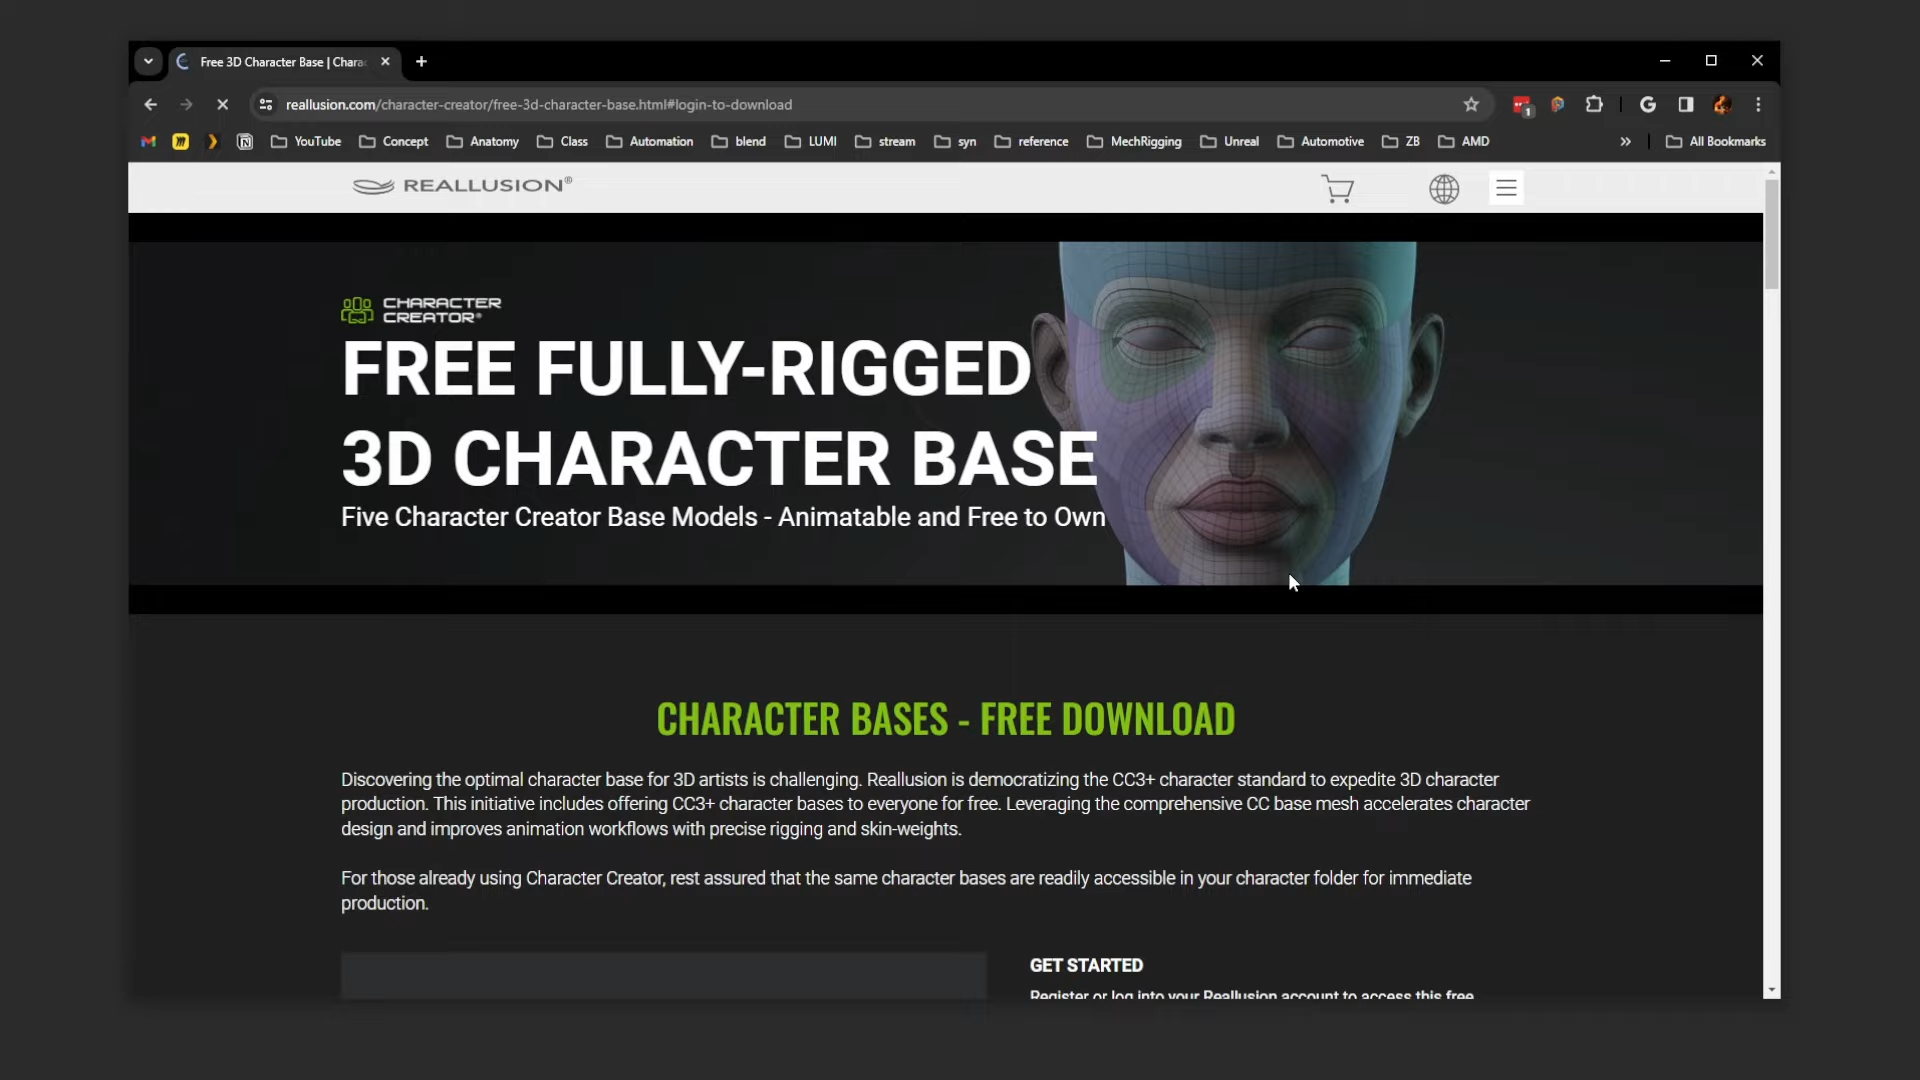 Free 3D Character Base | Chara
reallusion.com/character-creator/free-3d-character-base.html#login-to-download
1
YouTube
Concept
Anatomy
Class
Automation
blend
LUMI
stream
syn
reference
MechRigging
Unreal
Automotive
ZB
AMD
All Bookmarks
REALLUSION®
CHARACTER
CREATOR®
FREE FULLY-RIGGED
3D CHARACTER BASE
Five Character Creator Base Models - Animatable and Free to Own
CHARACTER BASES - FREE DOWNLOAD
Discovering the optimal character base for 3D artists is challenging. Reallusion is democratizing the CC3+ character standard to expedite 3D character
production. This initiative includes offering CC3+ character bases to everyone for free. Leveraging the comprehensive CC base mesh accelerates character
design and improves animation workflows with precise rigging and skin-weights.
For those already using Character Creator, rest assured that the same character bases are readily accessible in your character folder for immediate
production.
GET STARTED
Register or log into your Reallusion account to access this free